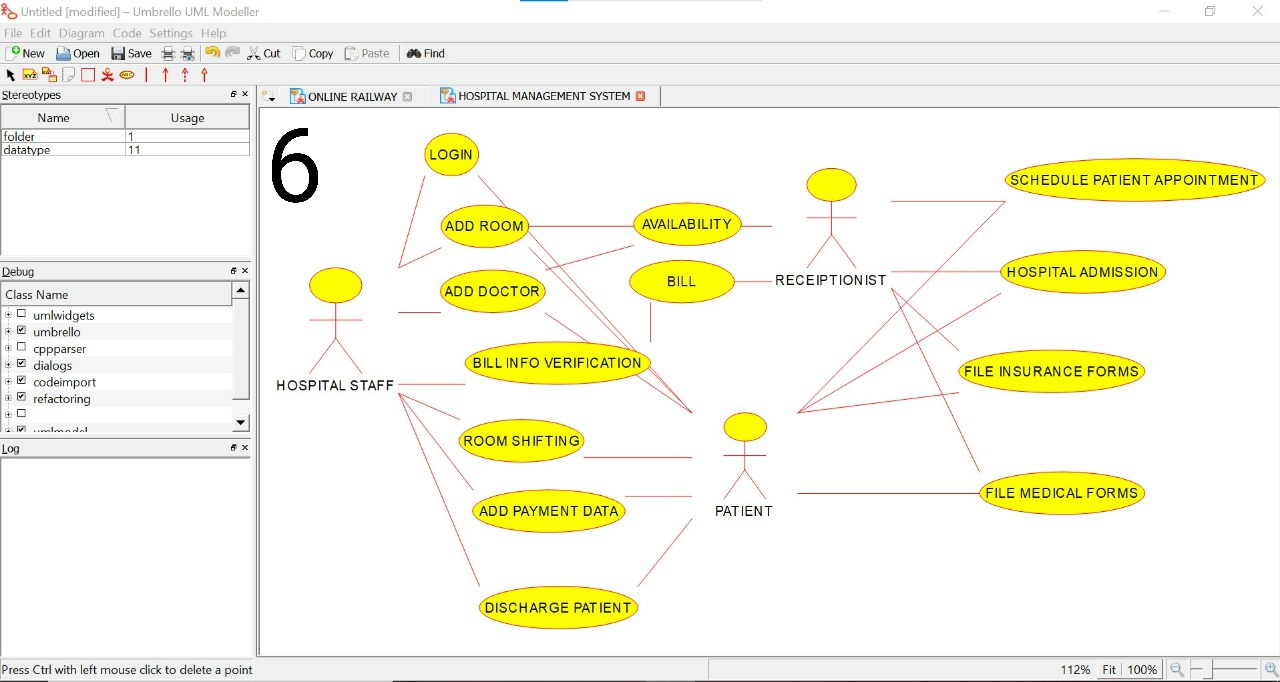 Untitled [modified] – Umbrello UML Modeller
File Edit Diagram Code Settings Help
New Open Save Cut Copy Paste Find
Stereotypes
Name Usage
folder 1
datatype 11
Debug
Class Name
umlwidgets
umbrello
cppparser
dialogs
codeimport
refactoring
umlmodel
Log
ONLINE RAILWAY HOSPITAL MANAGEMENT SYSTEM
6
LOGIN
SCHEDULE PATIENT APPOINTMENT
ADD ROOM
AVAILABILITY
RECEIPTIONIST
HOSPITAL ADMISSION
ADD DOCTOR
BILL
BILL INFO VERIFICATION
FILE INSURANCE FORMS
HOSPITAL STAFF
ROOM SHIFTING
ADD PAYMENT DATA
PATIENT
FILE MEDICAL FORMS
DISCHARGE PATIENT
Press Ctrl with left mouse click to delete a point
112% Fit 100%